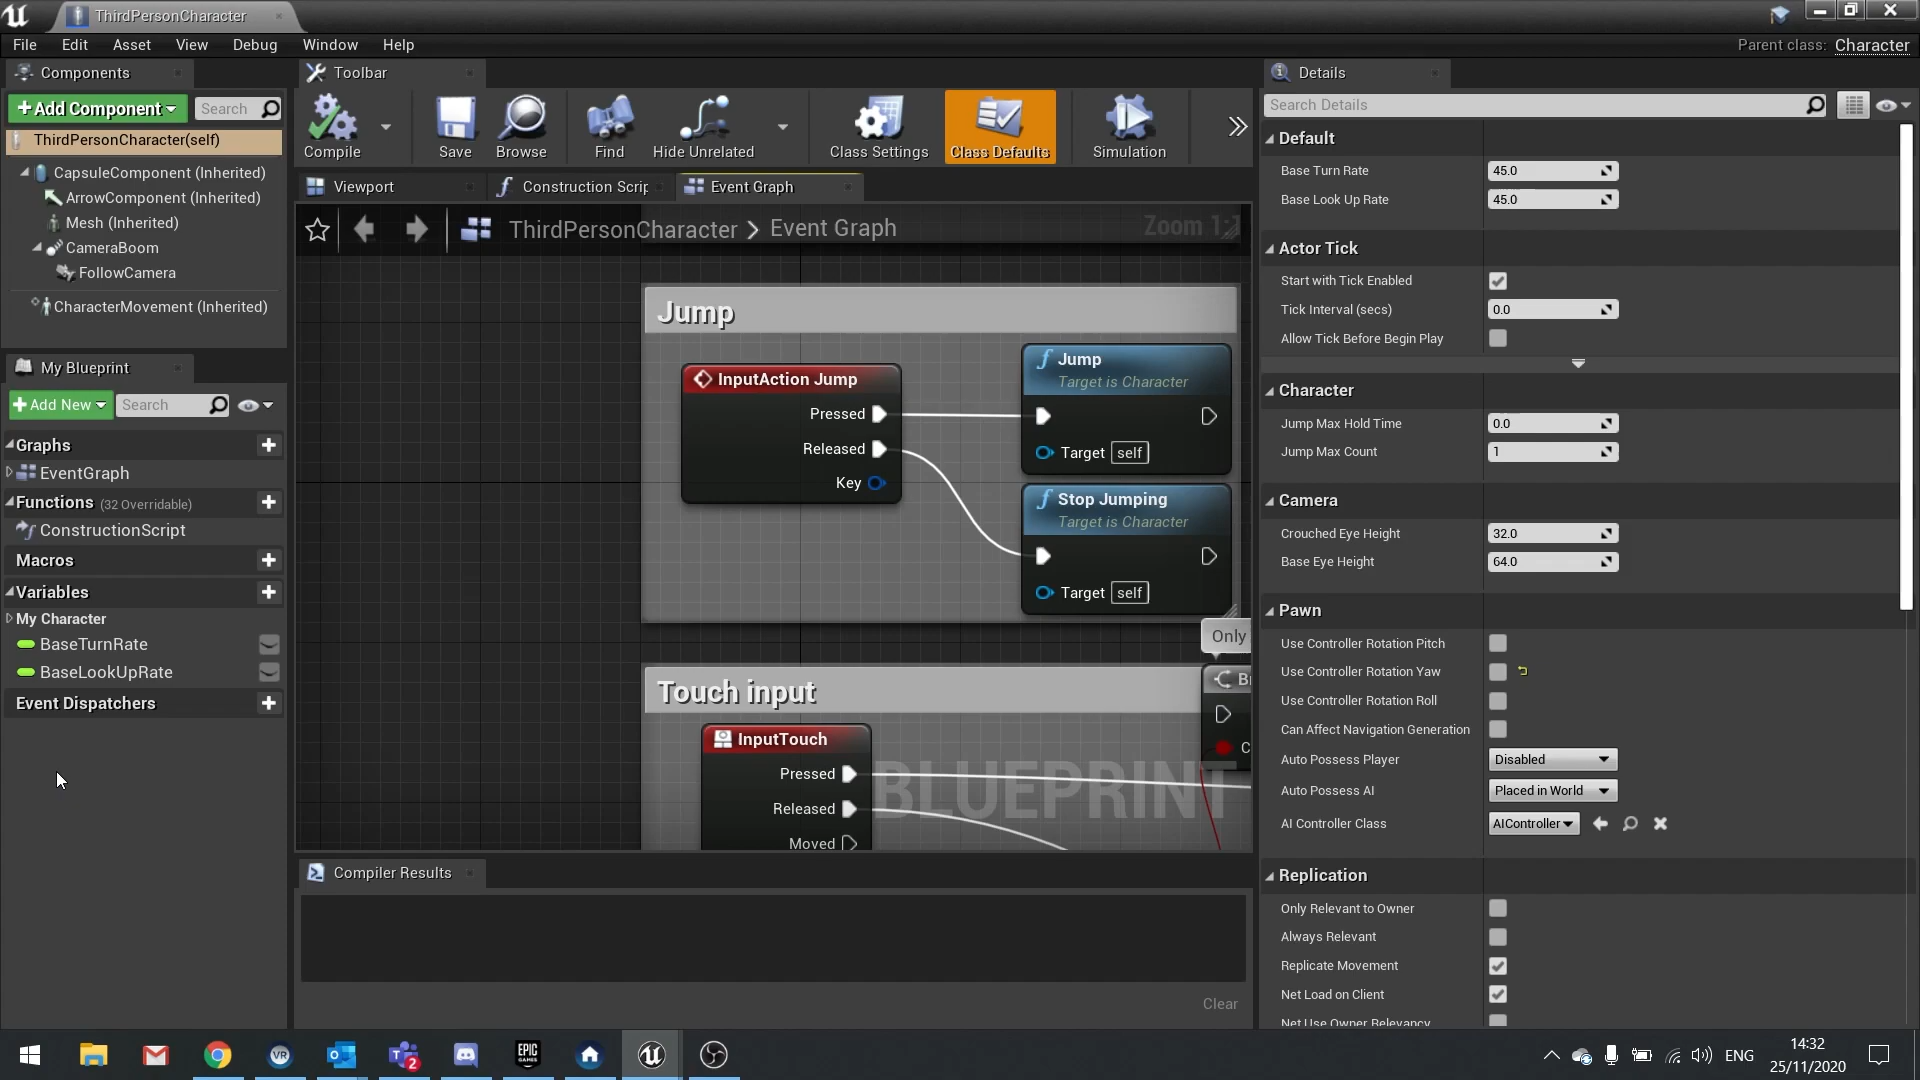 ThirdPersonCharacter
File Edit Asset View Debug Window Help
Parent class: Character
Components
Add Component
Search
ThirdPersonCharacter(self)
CapsuleComponent (Inherited)
ArrowComponent (Inherited)
Mesh (Inherited)
CameraBoom
FollowCamera
CharacterMovement (Inherited)
My Blueprint
Add New
Search
Graphs
EventGraph
Functions (32 Overridable)
ConstructionScript
Macros
Variables
My Character
BaseTurnRate
BaseLookUpRate
Event Dispatchers
Toolbar
Compile
Save
Browse
Find
Hide Unrelated
Class Settings
Class Defaults
Simulation
Viewport
Construction Scrip
Event Graph
ThirdPersonCharacter > Event Graph
Zoom 1:1
Jump
InputAction Jump
Pressed
Released
Key
Jump
Target is Character
Target self
Stop Jumping
Target is Character
Target self
Only
Touch input
InputTouch
Pressed
Released
Moved
B
C
BLUEPRINT
Compiler Results
Clear
Details
Search Details
Default
Base Turn Rate 45.0
Base Look Up Rate 45.0
Actor Tick
Start with Tick Enabled
Tick Interval (secs) 0.0
Allow Tick Before Begin Play
Character
Jump Max Hold Time 0.0
Jump Max Count 1
Camera
Crouched Eye Height 32.0
Base Eye Height 64.0
Pawn
Use Controller Rotation Pitch
Use Controller Rotation Yaw
Use Controller Rotation Roll
Can Affect Navigation Generation
Auto Possess Player Disabled
Auto Possess AI Placed in World
AI Controller Class AIController
Replication
Only Relevant to Owner
Always Relevant
Replicate Movement
Net Load on Client
Net Use Owner Relevancy
VR
2
EPIC
GAMES
ENG
14:32
25/11/2020